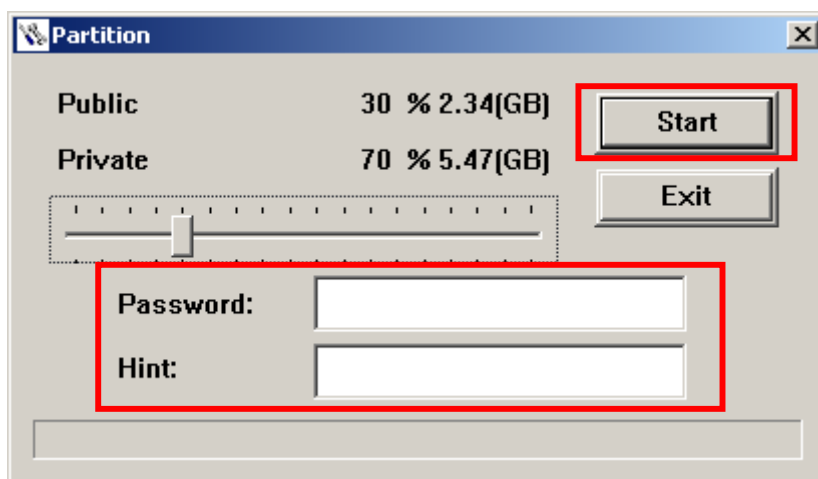 Partition
Public 30 % 2.34(GB)
Start
Private 70 % 5.47(GB)
Exit
Password:
Hint: